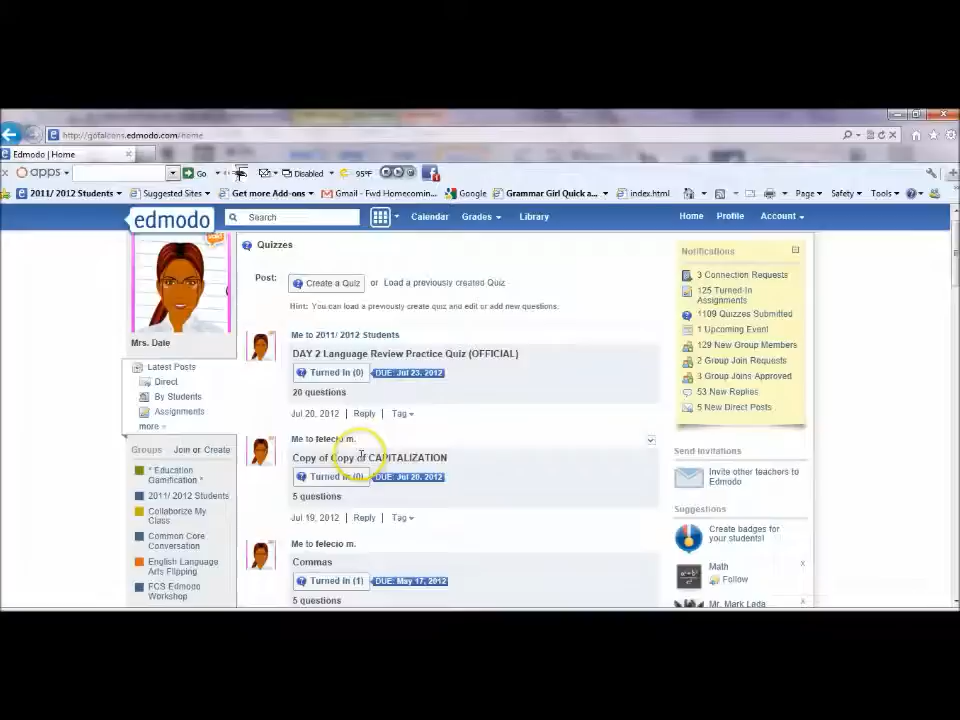 http://gofalcons.edmodo.com/home
Edmodo | Home
apps Go Disabled 95°F
2011/ 2012 Students Suggested Sites Get more Add-ons Gmail - Fwd Homecomin... Google Grammar Girl Quick a... index.html Page Safety Tools
edmodo Search Calendar Grades Library Home Profile Account
Quizzes
Post: Create a Quiz or Load a previously created Quiz
Hint: You can load a previously create quiz and edit or add new questions.
Me to 2011/ 2012 Students
DAY 2 Language Review Practice Quiz (OFFICIAL)
Turned In (0) DUE: Jul 23, 2012
20 questions
Jul 20, 2012 | Reply | Tag
Me to felecio m.
Copy of Copy of CAPITALIZATION
Turned In (0) DUE: Jul 20, 2012
5 questions
Jul 19, 2012 | Reply | Tag
Me to felecio m.
Commas
Turned In (1) DUE: May 17, 2012
5 questions
Mrs. Dale
Latest Posts
Direct
By Students
Assignments
more
Groups Join or Create
* Education
Gamification *
2011/ 2012 Students
Collaborize My
Class
Common Core
Conversation
English Language
Arts Flipping
FCS Edmodo
Workshop
Notifications
3 Connection Requests
125 Turned-In
Assignments
1109 Quizzes Submitted
1 Upcoming Event
129 New Group Members
2 Group Join Requests
3 Group Joins Approved
53 New Replies
5 New Direct Posts
Send Invitations
Invite other teachers to
Edmodo
Suggestions
Create badges for
your students!
Math
Follow
Mr. Mark Lada